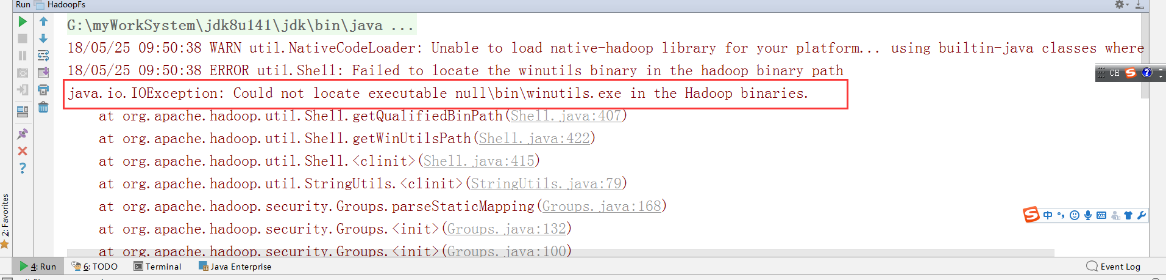 Run HadoopFs
G:\myWorkSystem\jdk8u141\jdk\bin\java ...
18/05/25 09:50:38 WARN util.NativeCodeLoader: Unable to load native-hadoop library for your platform... using builtin-java classes where
18/05/25 09:50:38 ERROR util.Shell: Failed to locate the winutils binary in the hadoop binary path
java.io.IOException: Could not locate executable null\bin\winutils.exe in the Hadoop binaries.
at org.apache.hadoop.util.Shell.getQualifiedBinPath(Shell.java:407)
at org.apache.hadoop.util.Shell.getWinUtilsPath(Shell.java:422)
at org.apache.hadoop.util.Shell.<clinit>(Shell.java:415)
at org.apache.hadoop.util.StringUtils.<clinit>(StringUtils.java:79)
at org.apache.hadoop.security.Groups.parseStaticMapping(Groups.java:168)
at org.apache.hadoop.security.Groups.<init>(Groups.java:132)
at org.apache.hadoop.security.Groups.<init>(Groups.java:100)
2: Favorites
CH
中
4: Run 6: TODO Terminal Java Enterprise Event Log